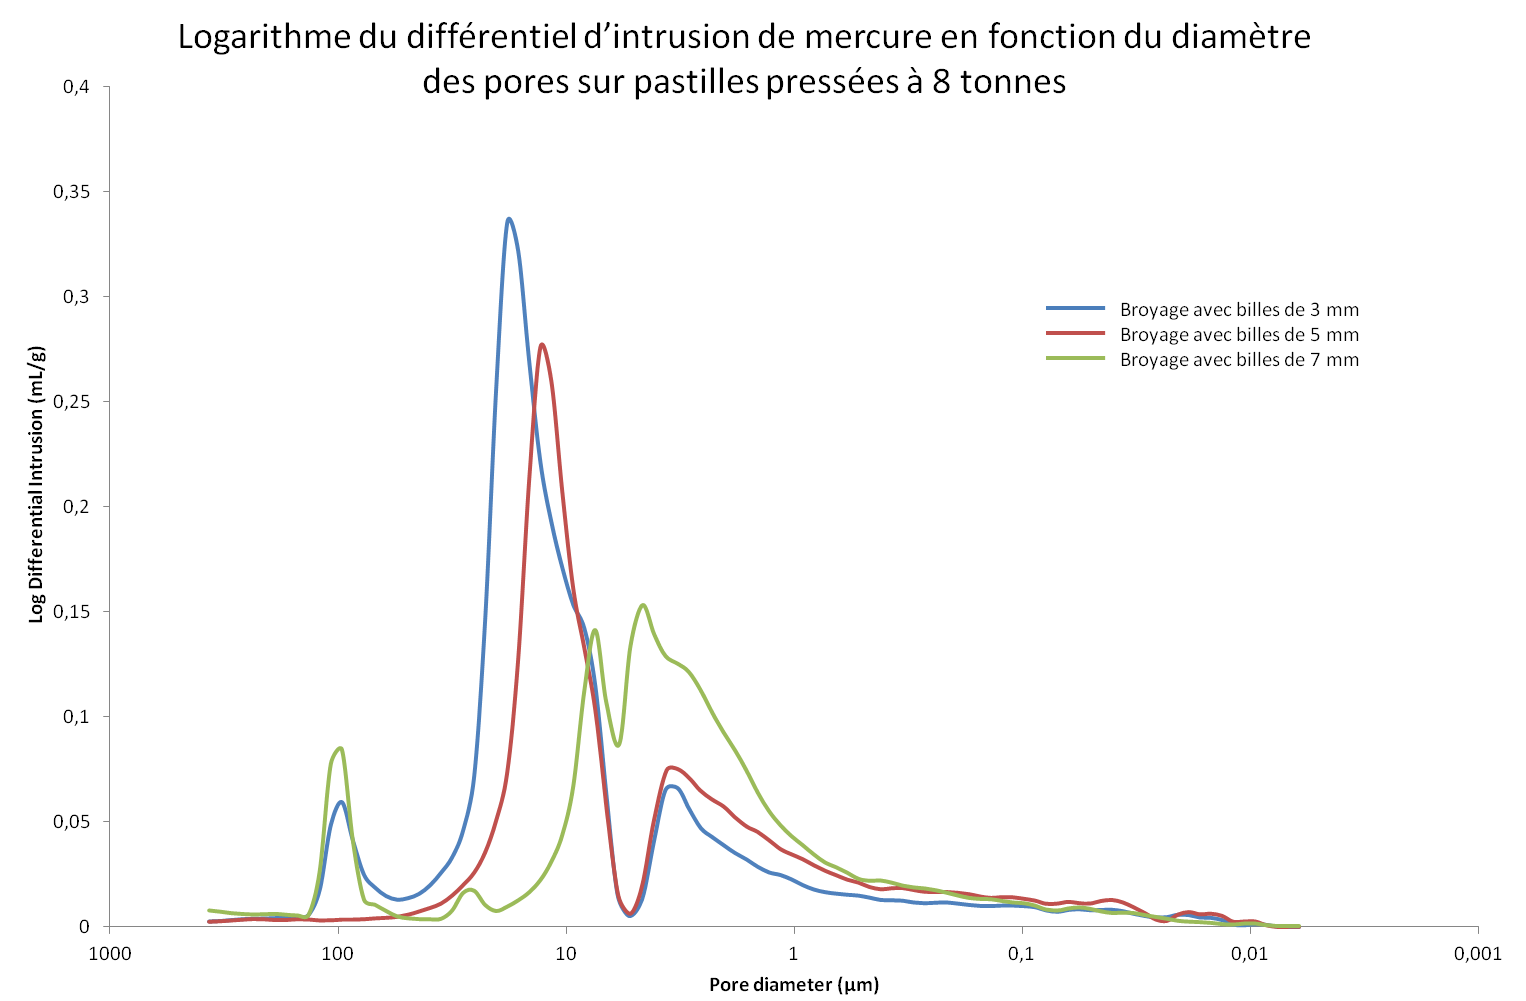 Logarithme du différentiel d’intrusion de mercure en fonction du diamètre
des pores sur pastilles pressées à 8 tonnes
0,4
0,35
0,3
0,25
0,2
0,15
0,1
0,05
0
Log Differential Intrusion (mL/g)
Broyage avec billes de 3 mm
Broyage avec billes de 5 mm
Broyage avec billes de 7 mm
1000 100 10 1 0,1 0,01 0,001
Pore diameter (µm)